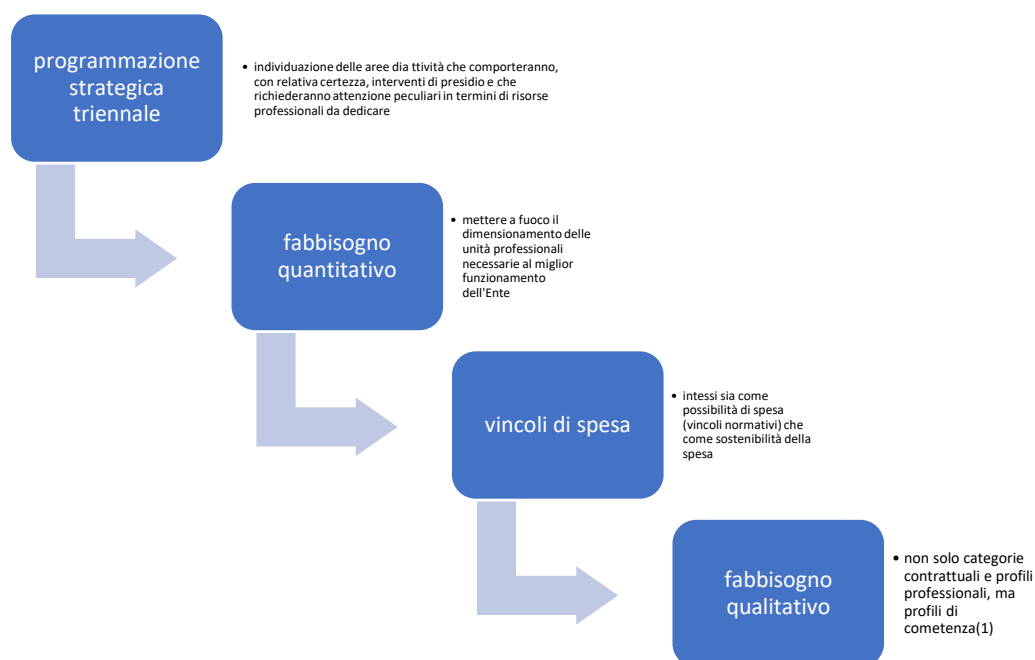 programmazione
strategica
triennale
• individuazione delle aree dia ttività che comporteranno,
con relativa certezza, interventi di presidio e che
richiederanno attenzione peculiari in termini di risorse
professionali da dedicare
fabbisogno
quantitativo
• mettere a fuoco il
dimensionamento delle
unità professionali
necessarie al miglior
funzionamento
dell'Ente
vincoli di spesa
• intessi sia come
possibilità di spesa
(vincoli normativi) che
come sostenibilità della
spesa
fabbisogno
qualitativo
• non solo categorie
contrattuali e profili
professionali, ma
profili di
cometenza(1)